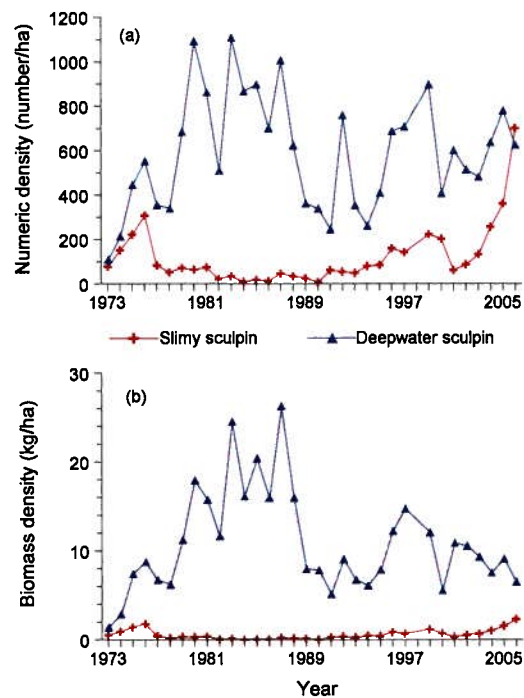 (a)
Numeric density (number/ha)
1200
1000
800
600
400
200
0
1973 1981 1989 1997 2005
Slimy sculpin Deepwater sculpin
(b)
Biomass density (kg/ha)
30
20
10
0
1973 1981 1989 1997 2005
Year